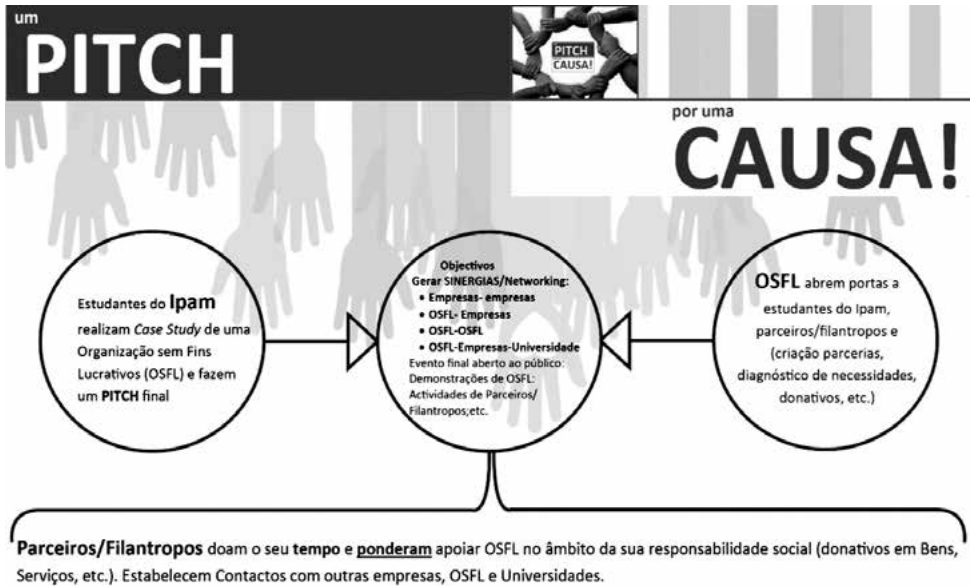 um
PITCH
PITCH
CAUSA!
por uma
CAUSA!
Estudantes do Ipam
realizam Case Study de uma
Organização sem Fins
Lucrativos (OSFL) e fazem
um PITCH final
Objectivos
Gerar SINERGIAS/Networking:
• Empresas- empresas
• OSFL- Empresas
• OSFL-OSFL
• OSFL-Empresas-Universidade
Evento final aberto ao público:
Demonstrações de OSFL:
Actividades de Parceiros/
Filantropos;etc.
OSFL abrem portas a
estudantes do Ipam,
parceiros/filantropos e
(criação parcerias,
diagnóstico de necessidades,
donativos, etc.)
Parceiros/Filantropos doam o seu tempo e ponderam apoiar OSFL no âmbito da sua responsabilidade social (donativos em Bens,
Serviços, etc.). Estabelecem Contactos com outras empresas, OSFL e Universidades.